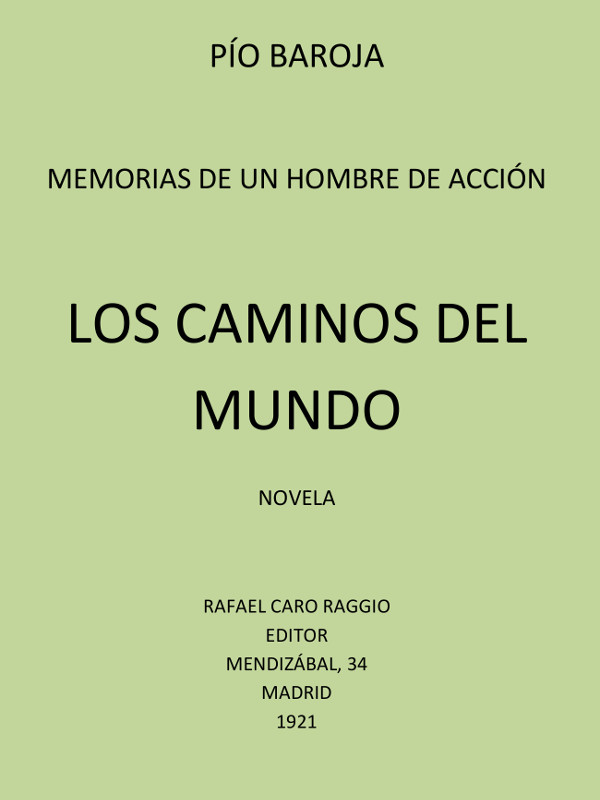 PÍO BAROJA
MEMORIAS DE UN HOMBRE DE ACCIÓN
LOS CAMINOS DEL
MUNDO
NOVELA
RAFAEL CARO RAGGIO
EDITOR
MENDIZÁBAL, 34
MADRID
1921